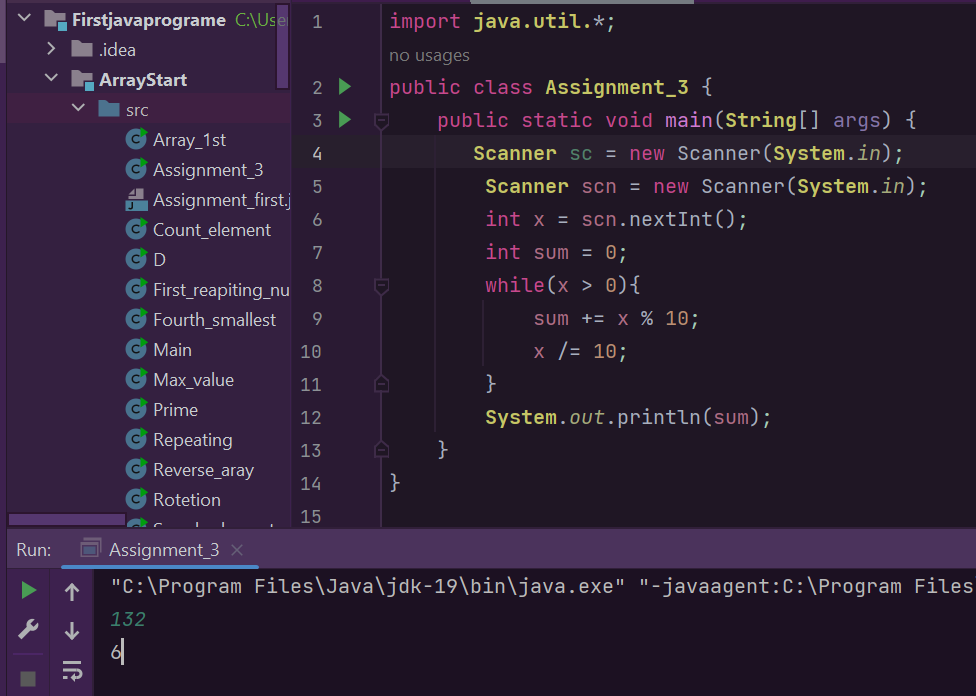 Firstjavaprograme C:\Use
.idea
ArrayStart
src
Array_1st
Assignment_3
Assignment_first.j
Count_element
D
First_reapiting_nu
Fourth_smallest
Main
Max_value
Prime
Repeating
Reverse_aray
Rotetion
1 import java.util.*;
no usages
2 public class Assignment_3 {
3 public static void main(String[] args) {
4 Scanner sc = new Scanner(System.in);
5 Scanner scn = new Scanner(System.in);
6 int x = scn.nextInt();
7 int sum = 0;
8 while(x > 0){
9 sum += x % 10;
10 x /= 10;
11 }
12 System.out.println(sum);
13 }
14 }
15
Run: Assignment_3
"C:\Program Files\Java\jdk-19\bin\java.exe" "-javaagent:C:\Program Files
132
6